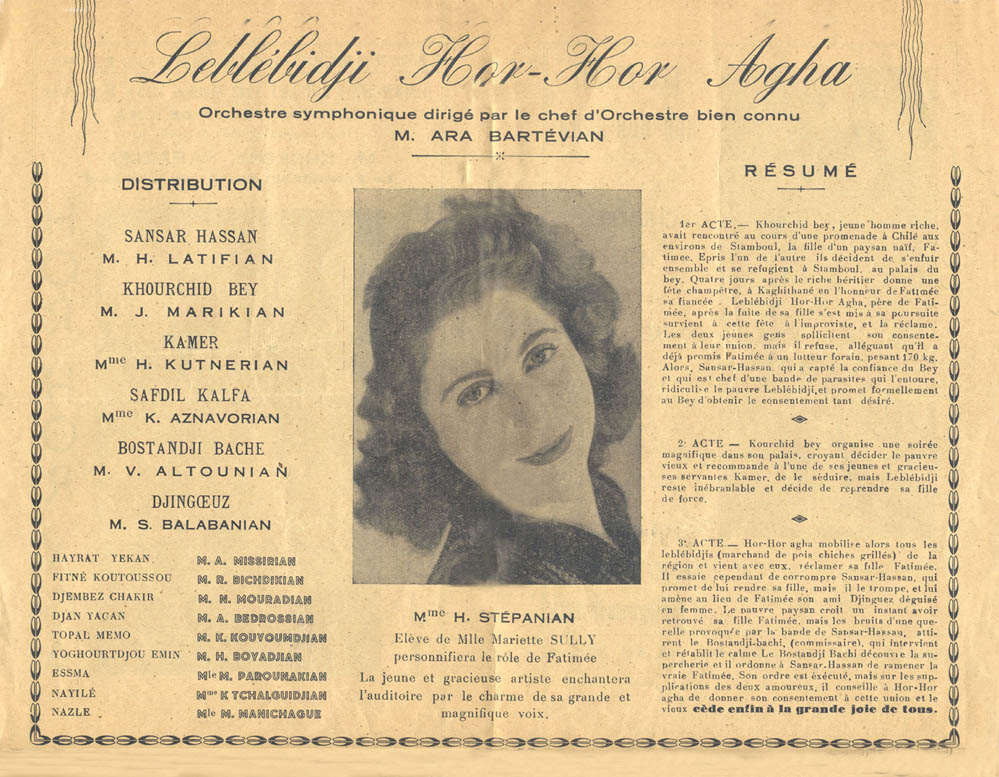 Leblébidji Hor-Hor Agha
Orchestre symphonique dirigé par le chef d'Orchestre bien connu
M. ARA BARTÉVIAN
DISTRIBUTION
SANSAR HASSAN
M. H. LATIFIAN
KHOURCHID BEY
M. J. MARIKIAN
KAMER
Mme H. KUTNERIAN
SAFDIL KALFA
Mme K. AZNAVORIAN
BOSTANDJI BACHE
M. V. ALTOUNIAN
DJINGŒUZ
M. S. BALABANIAN
HAYRAT YEKAN M. A. MISSIRIAN
FITNÉ KOUTOUSSOU M. R. BICHDIKIAN
DJEMBEZ CHAKIR M. N. MOURADIAN
DJAN YACAN M. A. BEDROSSIAN
TOPAL MEMO M. K. KOUYOUMDJIAN
YOGHOURTDJOU EMIN M. H. BOYADJIAN
ESSMA Mle M. PAROUNAKIAN
NAYILÉ Mme K TCHALGUIDJIAN
NAZLE Mle M. MANICHAGUE
Mme H. STÉPANIAN
Elève de Mlle Mariette SULLY
personnifiera le rôle de Fatimée
La jeune et gracieuse artiste enchantera
l'auditoire par le charme de sa grande et
magnifique voix.
RÉSUMÉ
1er ACTE.— Khourchid bey, jeune homme riche,
avait rencontré au cours d'une promenade à Chilé aux
environs de Stamboul, la fille d'un paysan naïf, Fa-
timee. Epris l'un de l'autre ils décident de s'enfuir
ensemble et se refugient à Stamboul, au palais du
bey. Quatre jours après le riche héritier donne une
fête champêtre, à Kaghithané en l'honneur de Fatimée
sa fiancée . Leblébidji Hor-Hor Agha, père de Fati-
mée, après la fuite de sa fille s'est mis à sa poursuite
survient à cette fête à l'improviste, et la réclame.
Les deux jeunes gens sollicitent son consente-
ment à leur union, mais il refuse, alléguant qu'il a
déjà promis Fatimée à un lutteur forain, pesant 170 kg.
Alors, Sansar-Hassan, qui a capté la confiance du Bey
et qui est chef d'une bande de parasites qui l'entoure,
ridiculise le pauvre Leblébidji, et promet formellement
au Bey d'obtenir le consentement tant désiré.
2e ACTE — Kourchid bey organise une soirée
magnifique dans son palais, croyant décider le pauvre
vieux et recommande à l'une de ses jeunes et gracieu-
ses servantes Kamer, de le séduire, mais Leblébidji
reste inébranlable et décide de reprendre sa fille
de force.
3e ACTE.— Hor-Hor agha mobilise alors tous les
leblébidjis (marchand de pois chiches grillés) de la
région et vient avec eux, réclamer sa fille Fatimée.
Il essaie cependant de corrompre Sansar-Hassan, qui
promet de lui rendre sa fille, mais il le trompe, et lui
amène au lieu de Fatimée son ami Djinguez déguisé
en femme. Le pauvre paysan croit un instant avoir
retrouvé sa fille Fatimée, mais les bruits d'une que-
relle provoquée par la bande de Sansar-Hassan, atti-
rent le Bostandji-bachi, (commissaire), qui intervient
et rétablit le calme Le Bostandji Bachi découvre la su-
percherie et il ordonne à Sansar-Hassan de ramener la
vraie Fatimée. Son ordre est éxécuté, mais sur les sup-
plications des deux amoureux, il conseille à Hor-Hor
agha de donner son consentement à cette union et le
vieux cède enfin à la grande joie de tous.